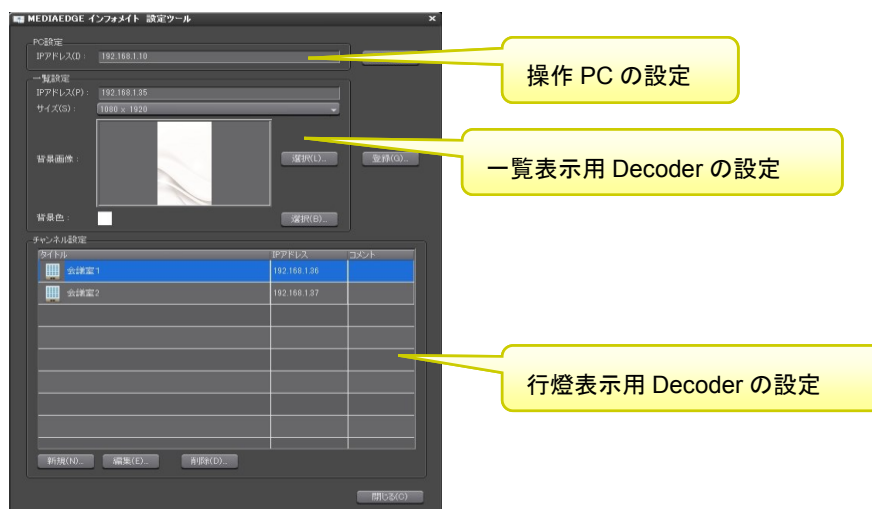 MEDIAEDGE インフォメイト 設定ツール
PC設定
IPアドレス(I): 192.168.1.10
操作 PC の設定
一覧設定
IPアドレス(P): 192.168.1.35
サイズ(S): 1080 × 1920
背景画像:
選択(L)...
登録(O)...
一覧表示用 Decoder の設定
背景色:
選択(B)...
チャンネル設定
タイトル IPアドレス コメント
会議室1 192.168.1.36
会議室2 192.168.1.37
行燈表示用 Decoder の設定
新規(N)... 編集(E)... 削除(D)...
閉じる(C)